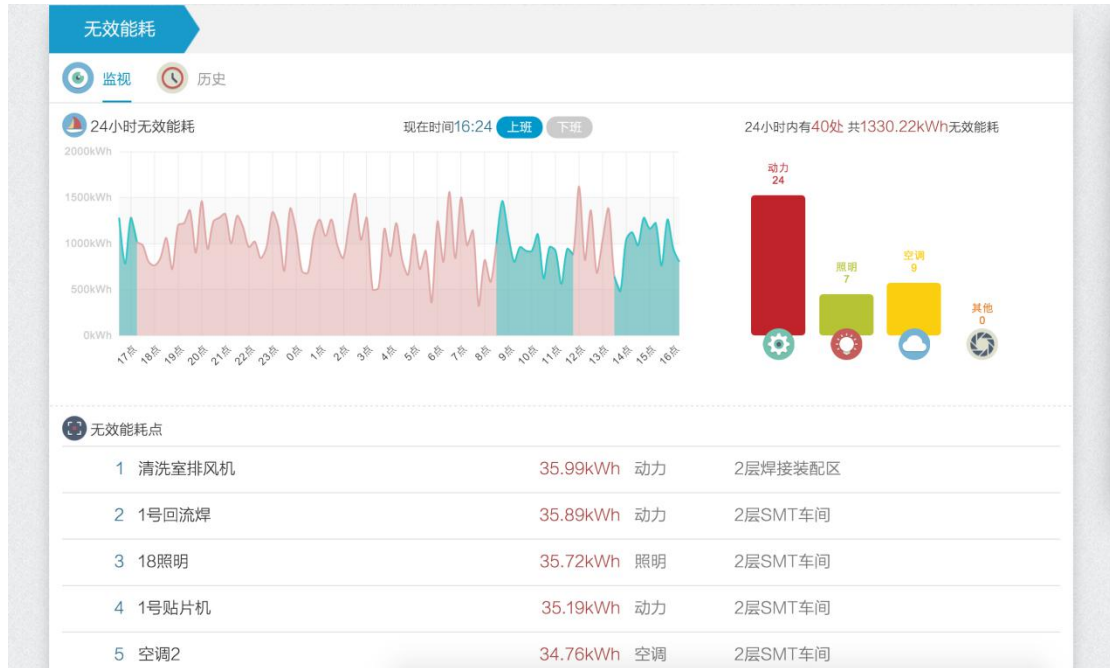 无效能耗
监视 历史
24小时无效能耗 现在时间16:24 上班 下班 24小时内有40处 共1330.22kWh无效能耗
2000kWh
1500kWh
1000kWh
500kWh
0kWh
17点 18点 19点 20点 21点 22点 23点 0点 1点 2点 3点 4点 5点 6点 7点 8点 9点 10点 11点 12点 13点 14点 15点 16点
动力
24
照明
7
空调
9
其他
0
无效能耗点
1 清洗室排风机 35.99kWh 动力 2层焊接装配区
2 1号回流焊 35.89kWh 动力 2层SMT车间
3 18照明 35.72kWh 照明 2层SMT车间
4 1号贴片机 35.19kWh 动力 2层SMT车间
5 空调2 34.76kWh 空调 2层SMT车间